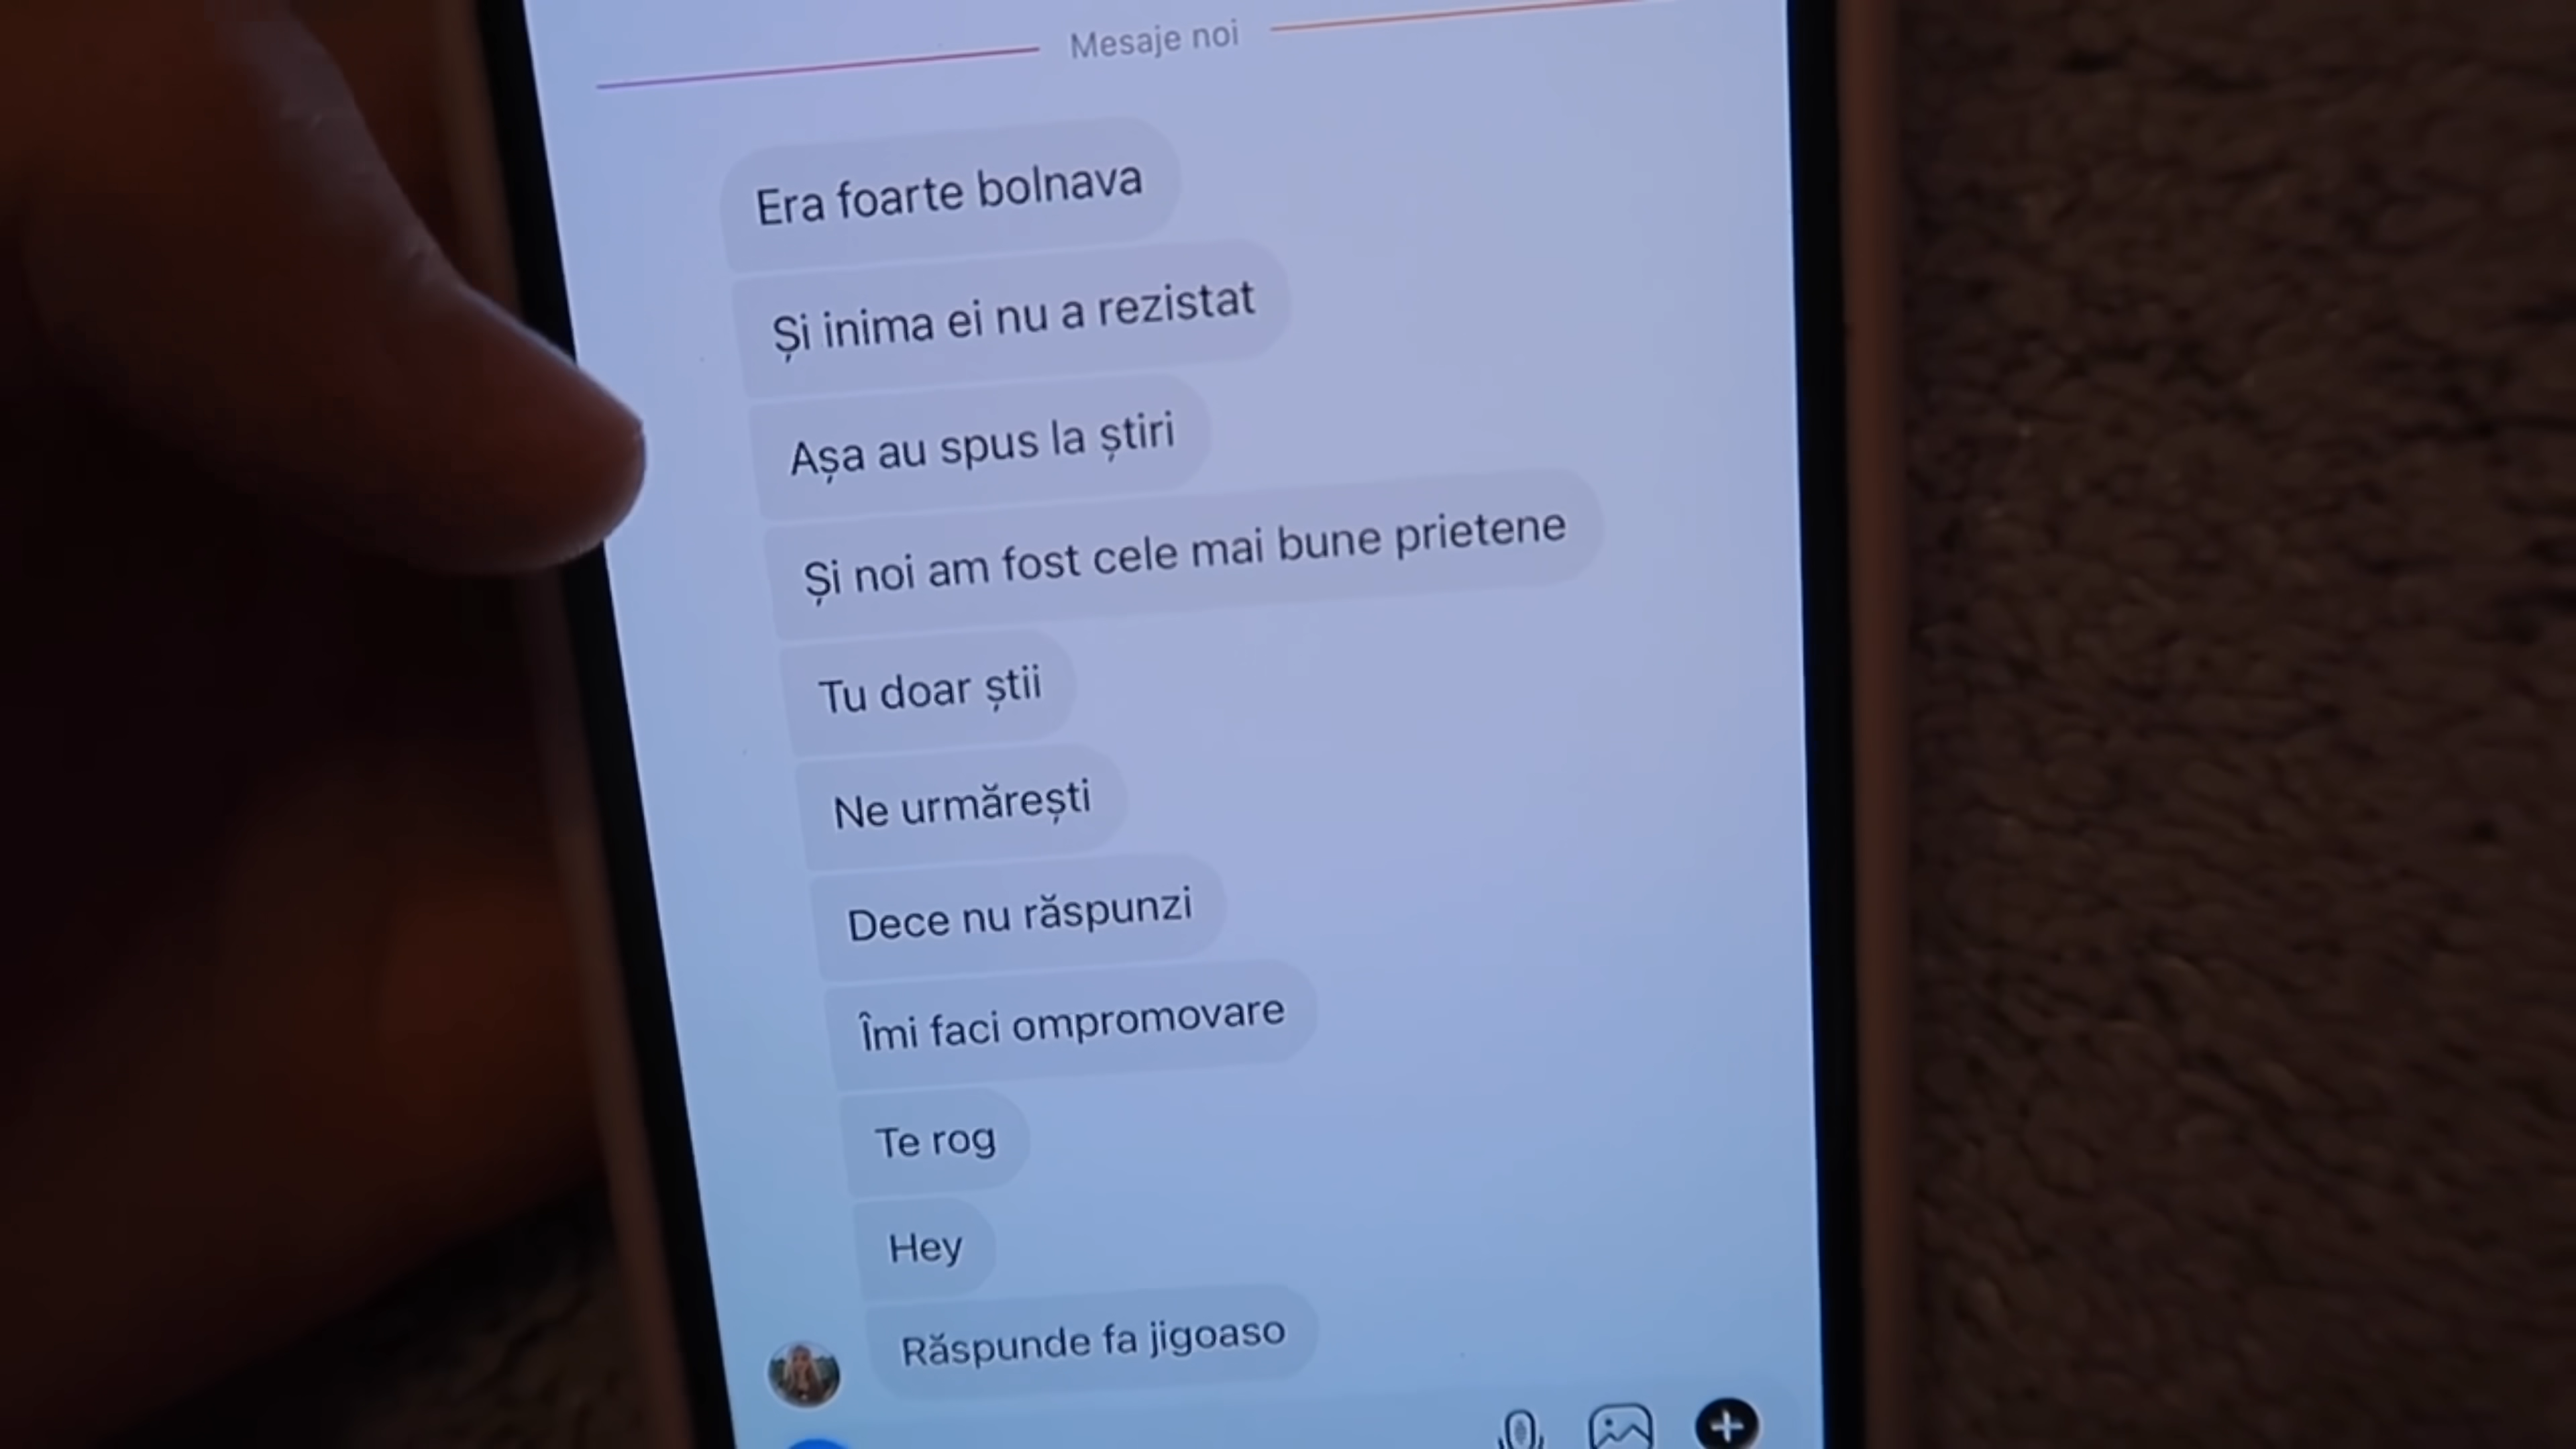 Mesaje noi
Era foarte bolnava
Și inima ei nu a rezistat
Așa au spus la știri
Și noi am fost cele mai bune prietene
Tu doar știi
Ne urmărești
Dece nu răspunzi
Îmi faci ompromovare
Te rog
Hey
Răspunde fa jigoaso